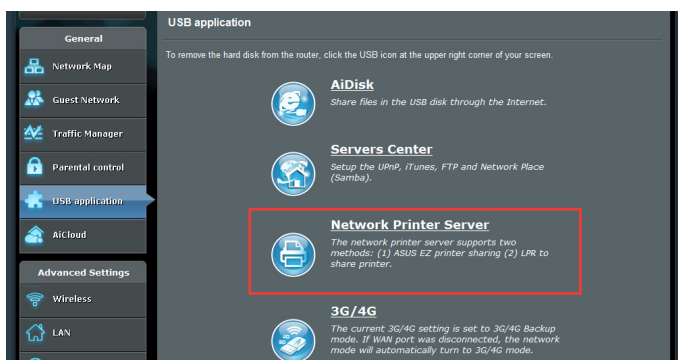 USB application
General
To remove the hard disk from the router, click the USB icon at the upper right corner of your screen.
Network Map
Guest Network
Traffic Manager
Parental control
USB application
AiCloud
Advanced Settings
Wireless
LAN
AiDisk
Share files in the USB disk through the Internet.
Servers Center
Setup the UPnP, iTunes, FTP and Network Place
(Samba).
Network Printer Server
The network printer server supports two
methods: (1) ASUS EZ printer sharing (2) LPR to
share printer.
3G/4G
The current 3G/4G setting is set to 3G/4G Backup
mode. If WAN port was disconnected, the network
mode will automatically turn to 3G/4G mode.